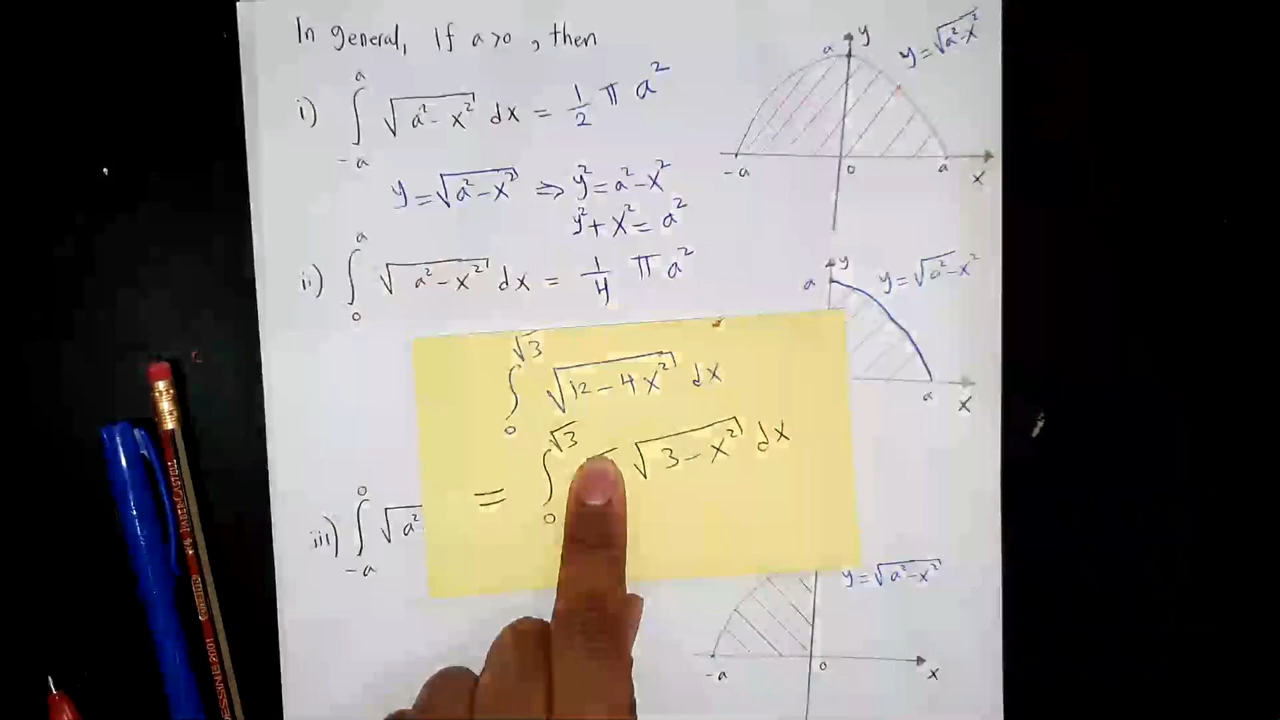 In general, if a>0, then
i) ∫_{-a}^{a} √(a²-x²) dx = 1/2 π a²
y = √(a²-x²) ⇒ y² = a²-x²
y²+x² = a²
ii) ∫_{0}^{a} √(a²-x²) dx = 1/4 π a²
iii) ∫_{-a}^{0} √a²
∫_{0}^{√3} √(12-4x²) dx
= ∫_{0}^{√3} √(3-x²) dx
a y
y = √(a²-x²)
-a 0 a x
y
a y = √(a²-x²)
a x
y = √(a²-x²)
-a 0 x
FABER-CASTELL
DESSIN® 2001